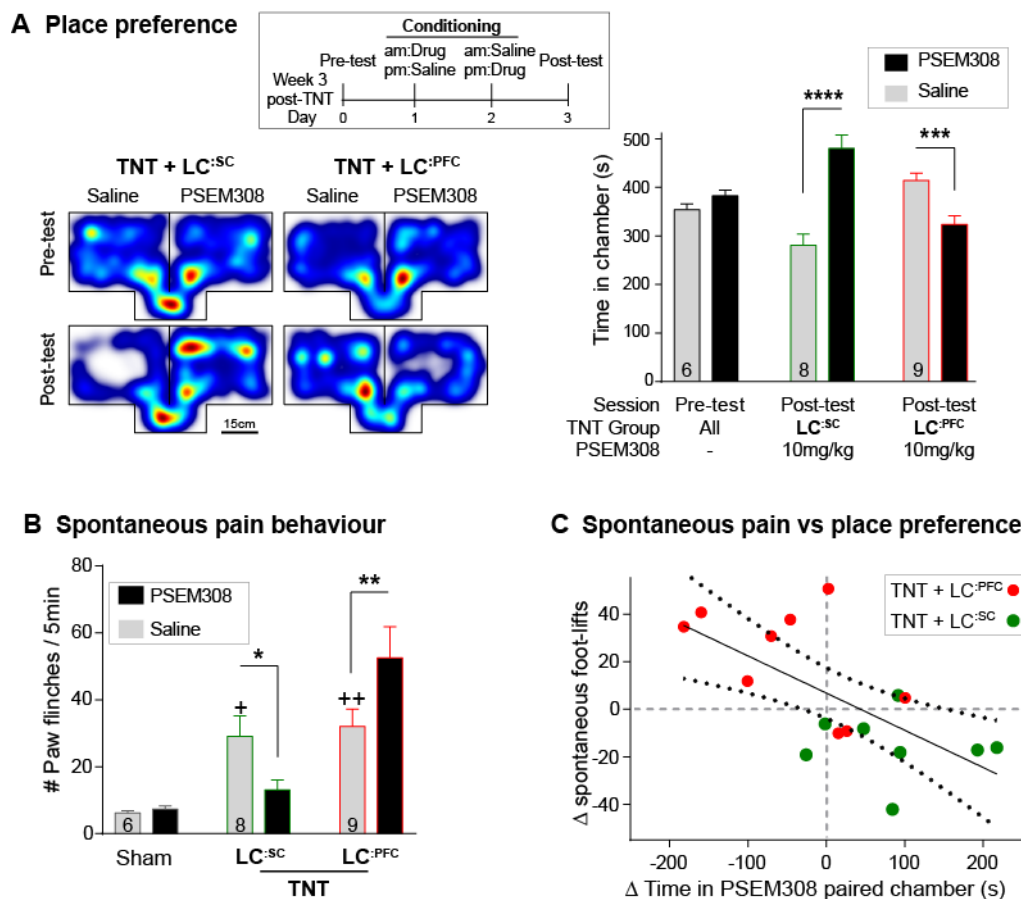 A Place preference
Conditioning
Pre-test
am:Drug
pm:Saline
am:Saline
pm:Drug
Post-test
Week 3
post-TNT
Day
0 1 2 3
TNT + LC:SC
TNT + LC:PFC
Saline PSEM308
Saline PSEM308
Pre-test
Post-test
15cm
PSEM308
Saline
****
***
Time in chamber (s)
500
400
300
200
100
0
6
8
9
Session Pre-test Post-test Post-test
TNT Group All LC:SC LC:PFC
PSEM308 - 10mg/kg 10mg/kg
B Spontaneous pain behaviour
PSEM308
Saline
# Paw flinches / 5min
80
60
40
20
0
+
*
++
**
6
8
9
Sham LC:SC LC:PFC
TNT
C Spontaneous pain vs place preference
TNT + LC:PFC
TNT + LC:SC
Δ spontaneous foot-lifts
40
20
0
-20
-40
-200 -100 0 100 200
Δ Time in PSEM308 paired chamber (s)